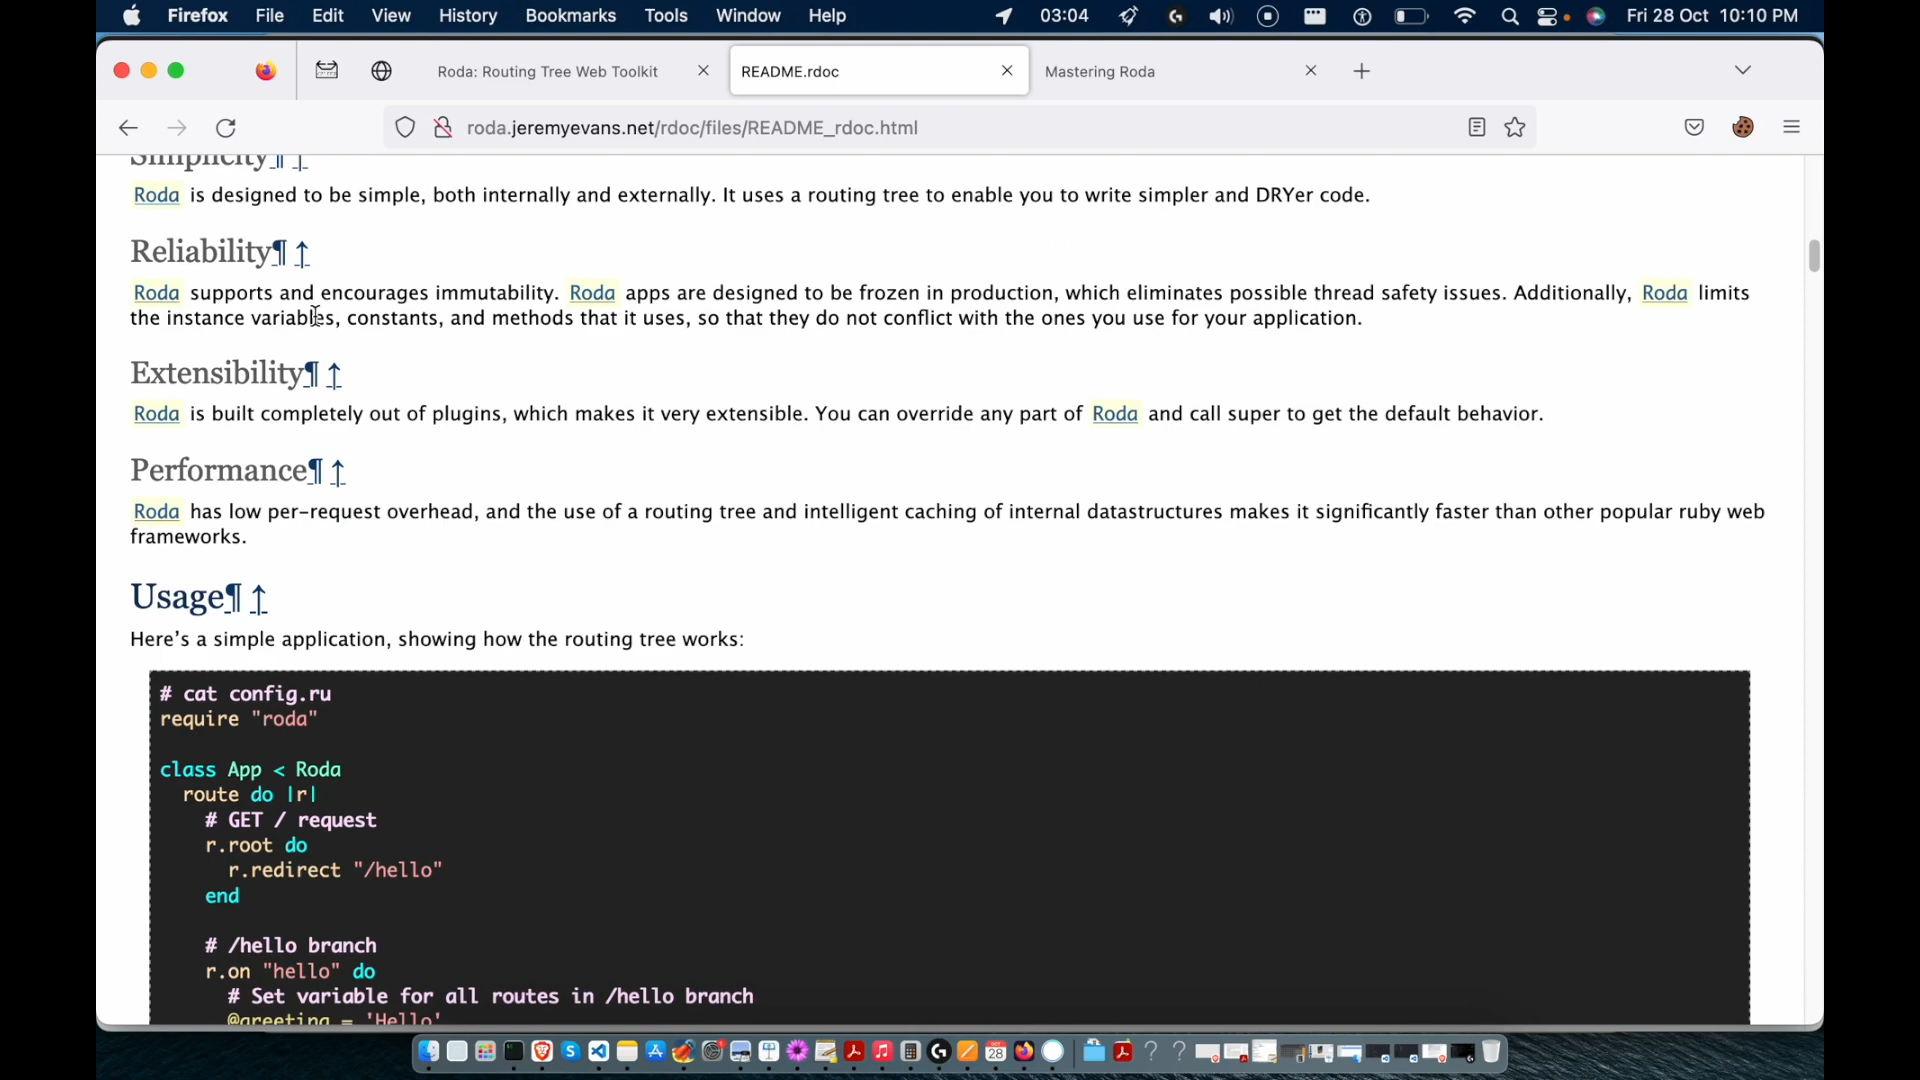 Firefox File Edit View History Bookmarks Tools Window Help 03:04 Fri 28 Oct 10:10 PM
Roda: Routing Tree Web Toolkit README.rdoc Mastering Roda
roda.jeremyevans.net/rdoc/files/README_rdoc.html
Simplicity¶ ↑
Roda is designed to be simple, both internally and externally. It uses a routing tree to enable you to write simpler and DRYer code.
Reliability¶ ↑
Roda supports and encourages immutability. Roda apps are designed to be frozen in production, which eliminates possible thread safety issues. Additionally, Roda limits
the instance variables, constants, and methods that it uses, so that they do not conflict with the ones you use for your application.
Extensibility¶ ↑
Roda is built completely out of plugins, which makes it very extensible. You can override any part of Roda and call super to get the default behavior.
Performance¶ ↑
Roda has low per-request overhead, and the use of a routing tree and intelligent caching of internal datastructures makes it significantly faster than other popular ruby web
frameworks.
Usage¶ ↑
Here's a simple application, showing how the routing tree works:
# cat config.ru
require "roda"
class App < Roda
route do |r|
# GET / request
r.root do
r.redirect "/hello"
end
# /hello branch
r.on "hello" do
# Set variable for all routes in /hello branch
@greeting = 'Hello'